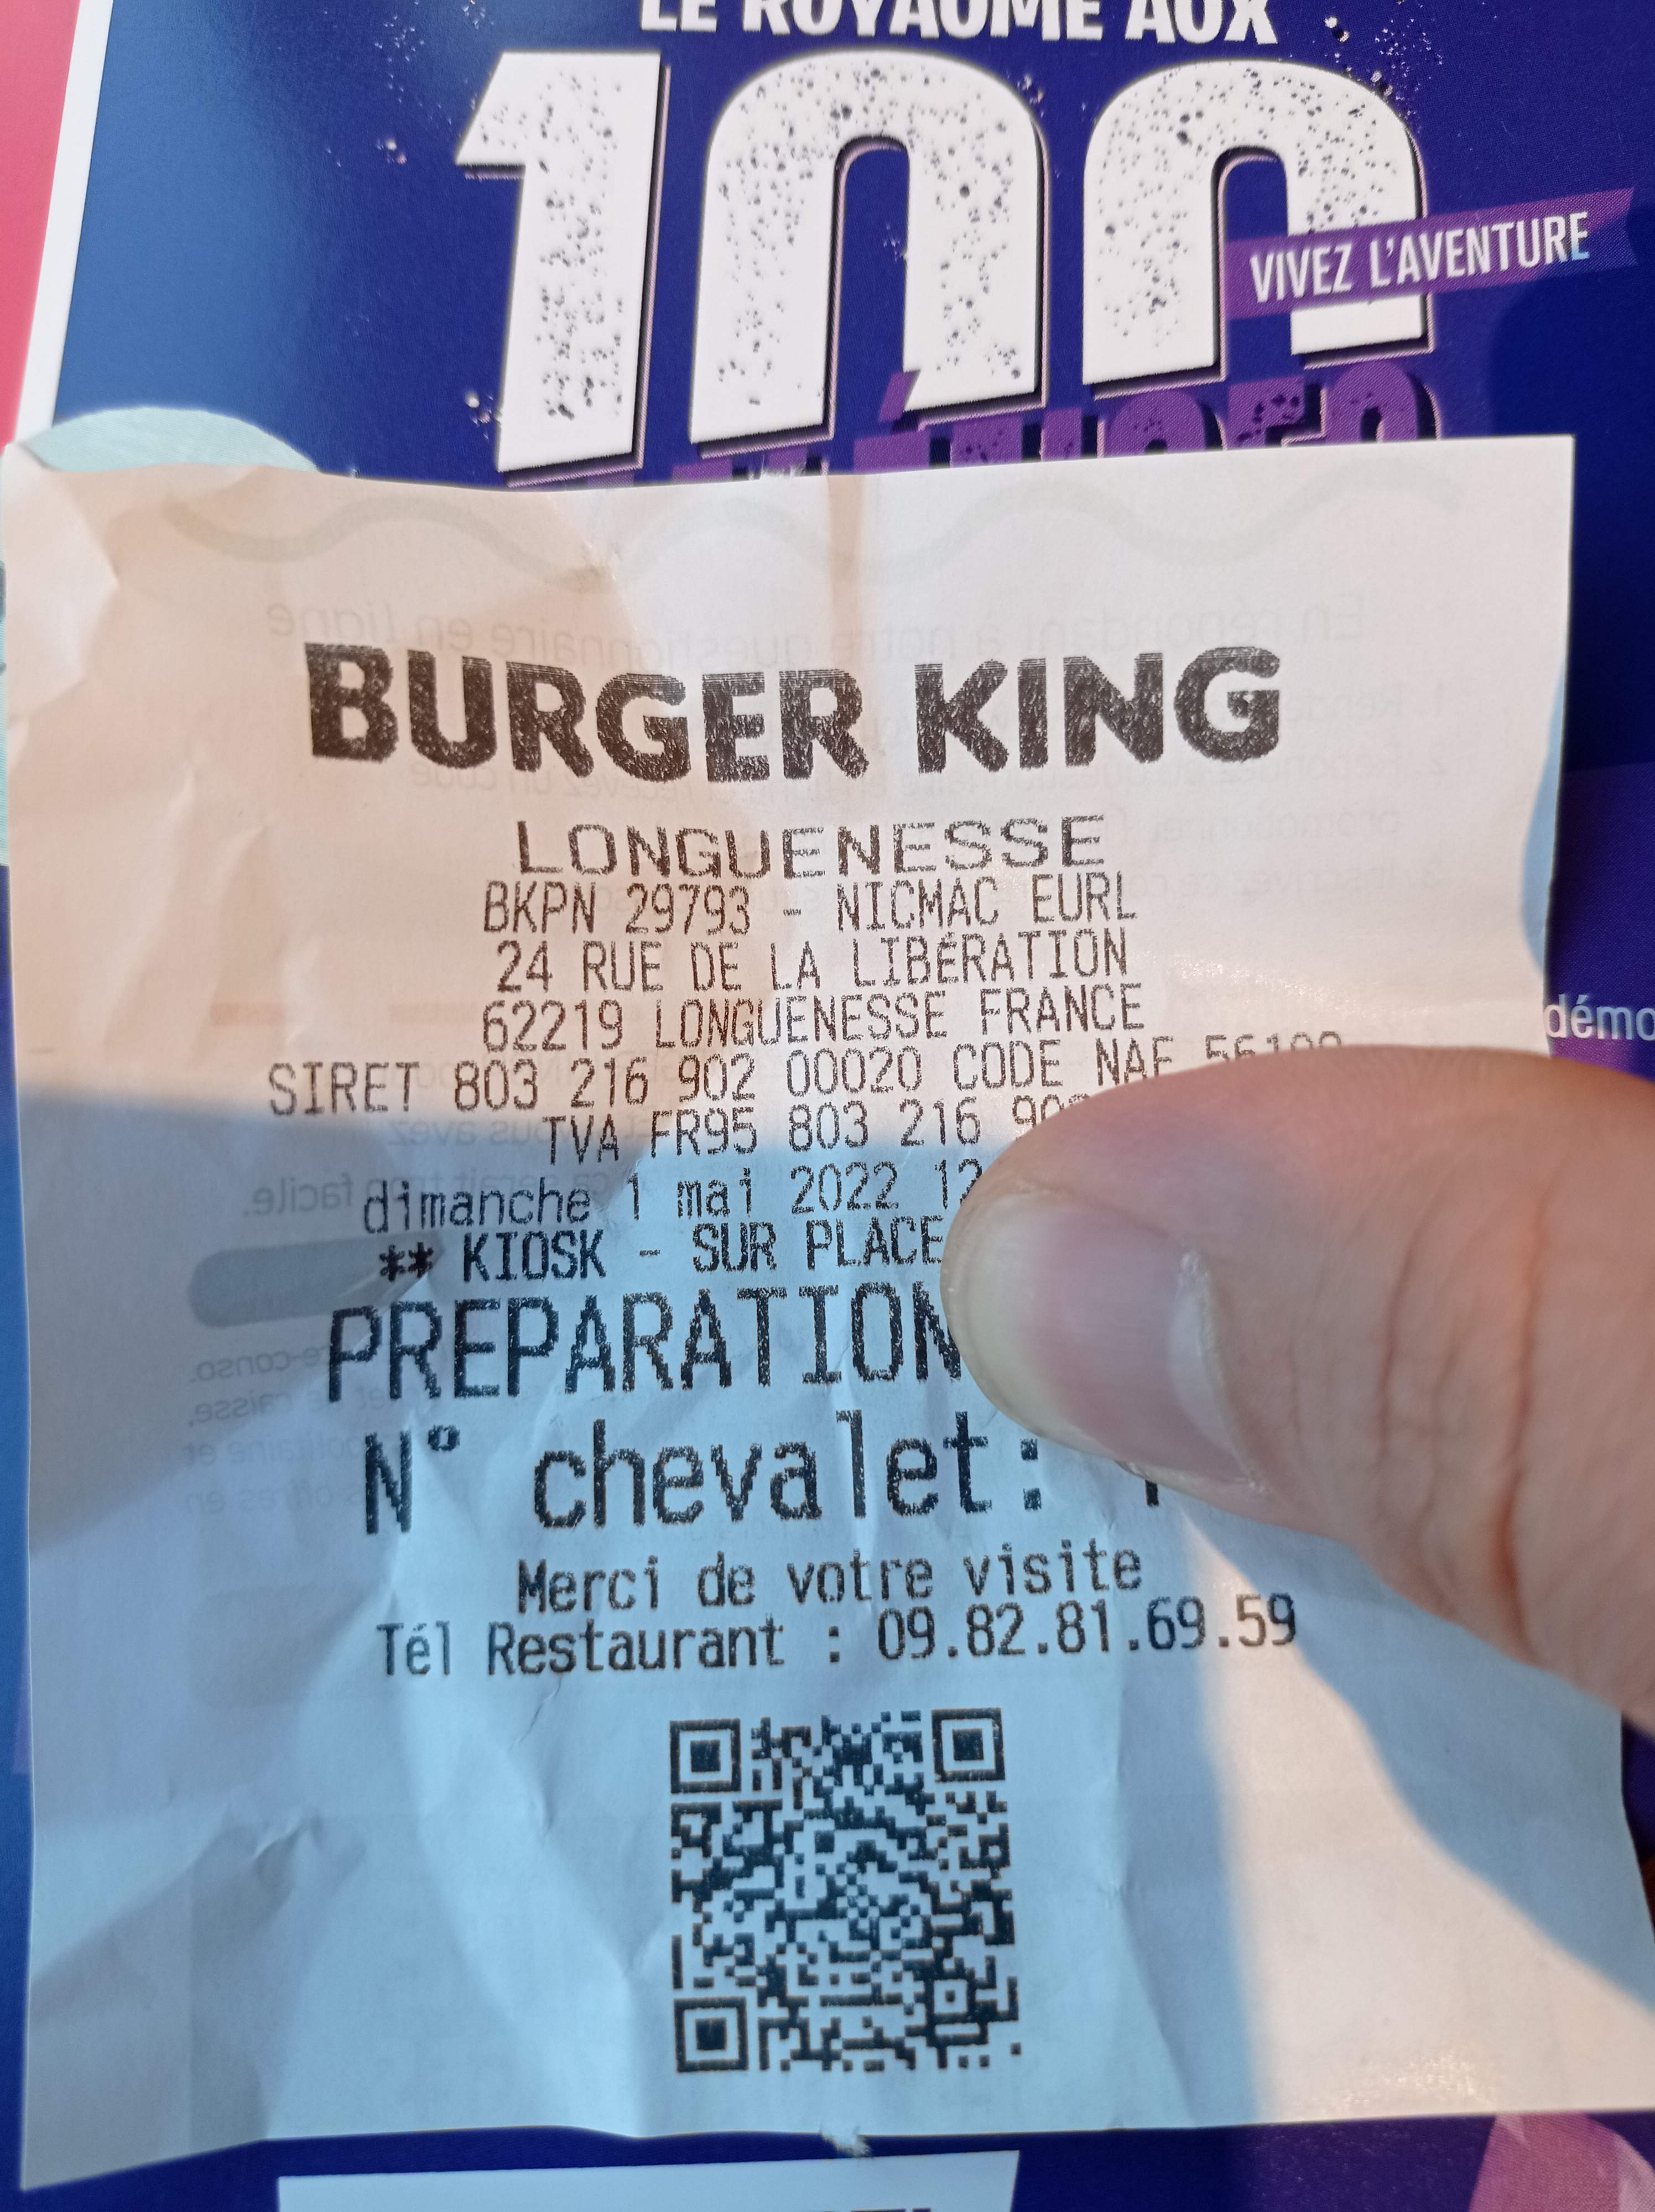 LE ROYAUME AUX
100
VIVEZ L'AVENTURE
BURGER KING
LONGUENESSE
BKPN 29793 - NICMAC EURL
24 RUE DE LA LIBÉRATION
62219 LONGUENESSE FRANCE
SIRET 803 216 902 00020 CODE NAF
TVA FR95 803 216
dimanche 1 mai 2022 12
** KIOSK - SUR PLACE
PREPARATION
N° chevalet:
Merci de votre visite
Tél Restaurant : 09.82.81.69.59